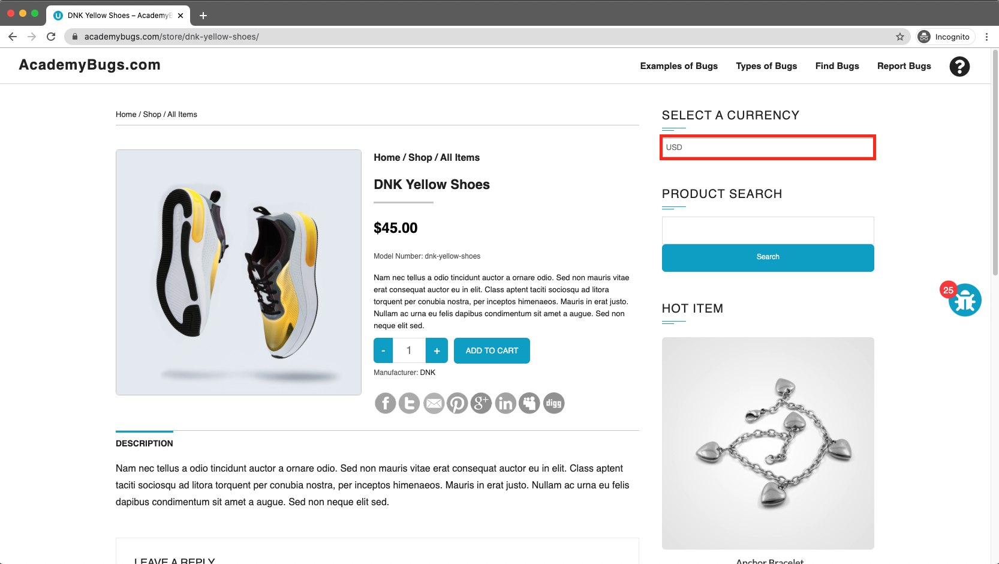 DNK Yellow Shoes – AcademyB
academybugs.com/store/dnk-yellow-shoes/
Incognito
AcademyBugs.com
Examples of Bugs
Types of Bugs
Find Bugs
Report Bugs
?
Home / Shop / All Items
Home / Shop / All Items
DNK Yellow Shoes
$45.00
Model Number: dnk-yellow-shoes
Nam nec tellus a odio tincidunt auctor a ornare odio. Sed non mauris vitae
erat consequat auctor eu in elit. Class aptent taciti sociosqu ad litora
torquent per conubia nostra, per inceptos himenaeos. Mauris in erat justo.
Nullam ac urna eu felis dapibus condimentum sit amet a augue. Sed non
neque elit sed.
- 1 + ADD TO CART
Manufacturer: DNK
digg
DESCRIPTION
Nam nec tellus a odio tincidunt auctor a ornare odio. Sed non mauris vitae erat consequat auctor eu in elit. Class aptent
taciti sociosqu ad litora torquent per conubia nostra, per inceptos himenaeos. Mauris in erat justo. Nullam ac urna eu felis
dapibus condimentum sit amet a augue. Sed non neque elit sed.
LEAVE A REPLY
SELECT A CURRENCY
USD
PRODUCT SEARCH
Search
HOT ITEM
Anchor Bracelet
25